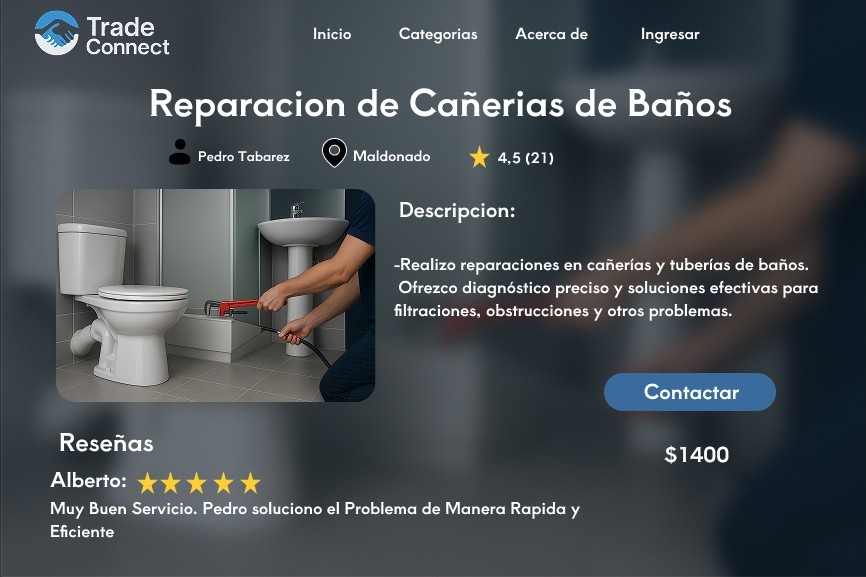 Trade
Connect
Inicio
Categorias
Acerca de
Ingresar
Reparacion de Cañerias de Baños
Pedro Tabarez
Maldonado
4,5 (21)
Descripcion:
-Realizo reparaciones en cañerías y tuberías de baños.
Ofrezco diagnóstico preciso y soluciones efectivas para
filtraciones, obstrucciones y otros problemas.
Contactar
$1400
Reseñas
Alberto:
Muy Buen Servicio. Pedro soluciono el Problema de Manera Rapida y
Eficiente